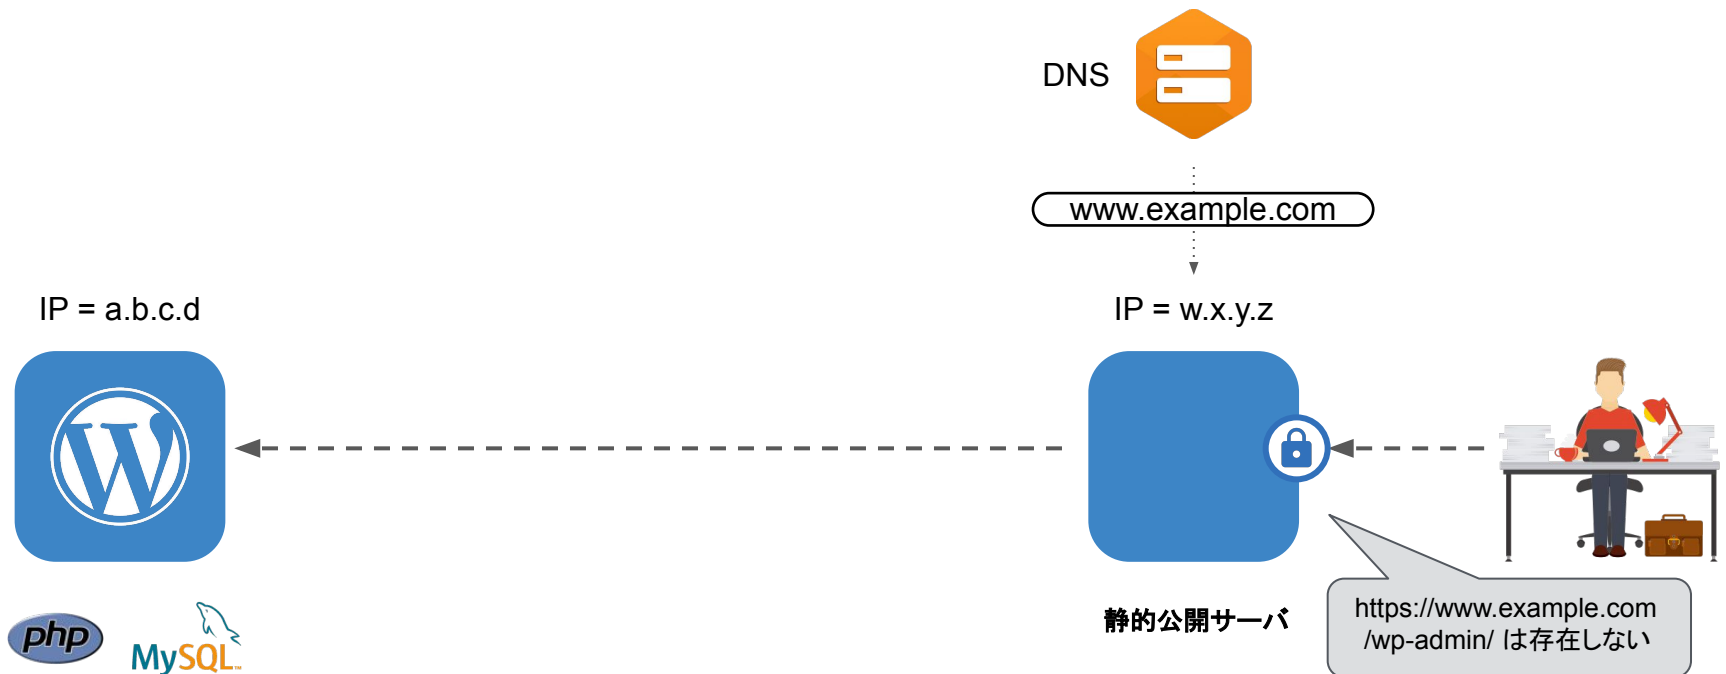 DNS
www.example.com
IP = a.b.c.d
IP = w.x.y.z
静的公開サーバ
https://www.example.com
/wp-admin/ は存在しない
php
MySQL